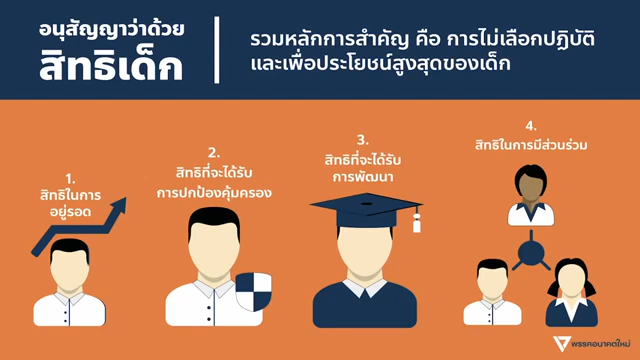 อนุสัญญาว่าด้วย
สิทธิเด็ก
รวมหลักการสำคัญ คือ การไม่เลือกปฏิบัติ
และเพื่อประโยชน์สูงสุดของเด็ก
1.
สิทธิในการ
อยู่รอด
2.
สิทธิที่จะได้รับ
การปกป้องคุ้มครอง
3.
สิทธิที่จะได้รับ
การพัฒนา
4.
สิทธิในการมีส่วนร่วม
พรรคอนาคตใหม่